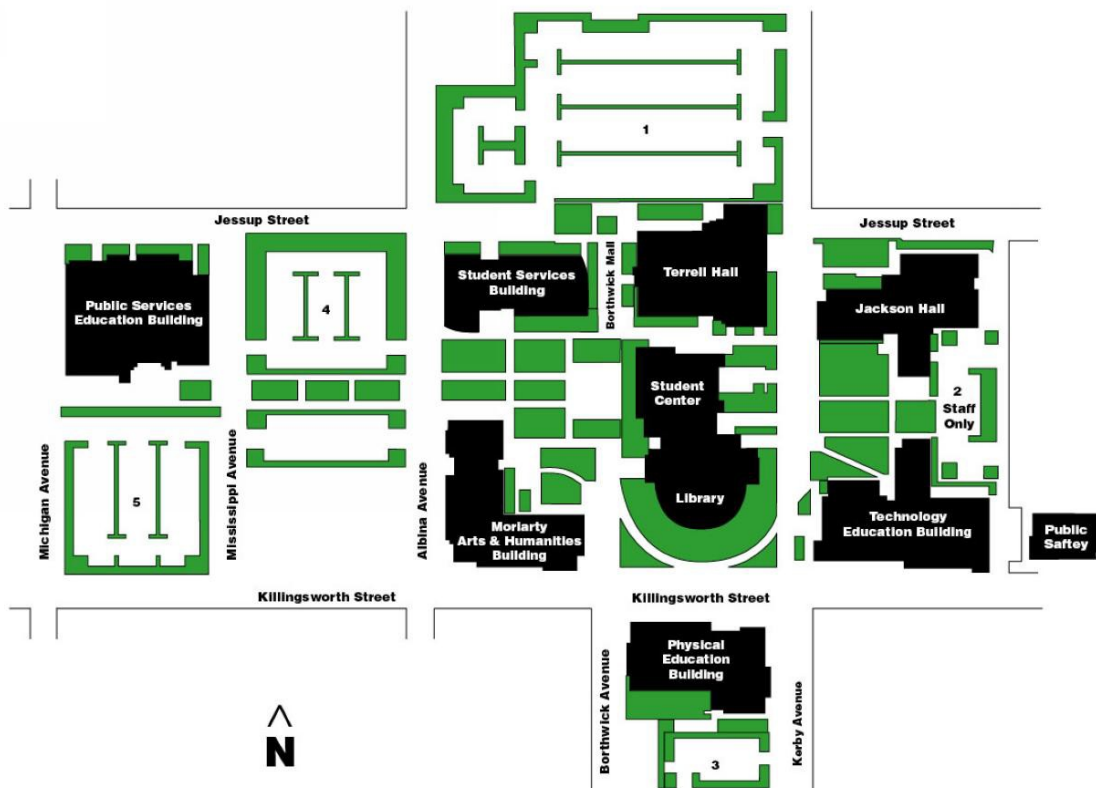 1
Jessup Street
Jessup Street
Student Services
Building
Borthwick Mall
Terrell Hall
Public Services
Education Building
4
Jackson Hall
Student
Center
2
Staff
Only
Michigan Avenue
5
Mississippi Avenue
Albina Avenue
Moriarty
Arts & Humanities
Building
Library
Technology
Education Building
Public
Saftey
Killingsworth Street
Killingsworth Street
Physical
Education
Building
Borthwick Avenue
Kerby Avenue
3
N